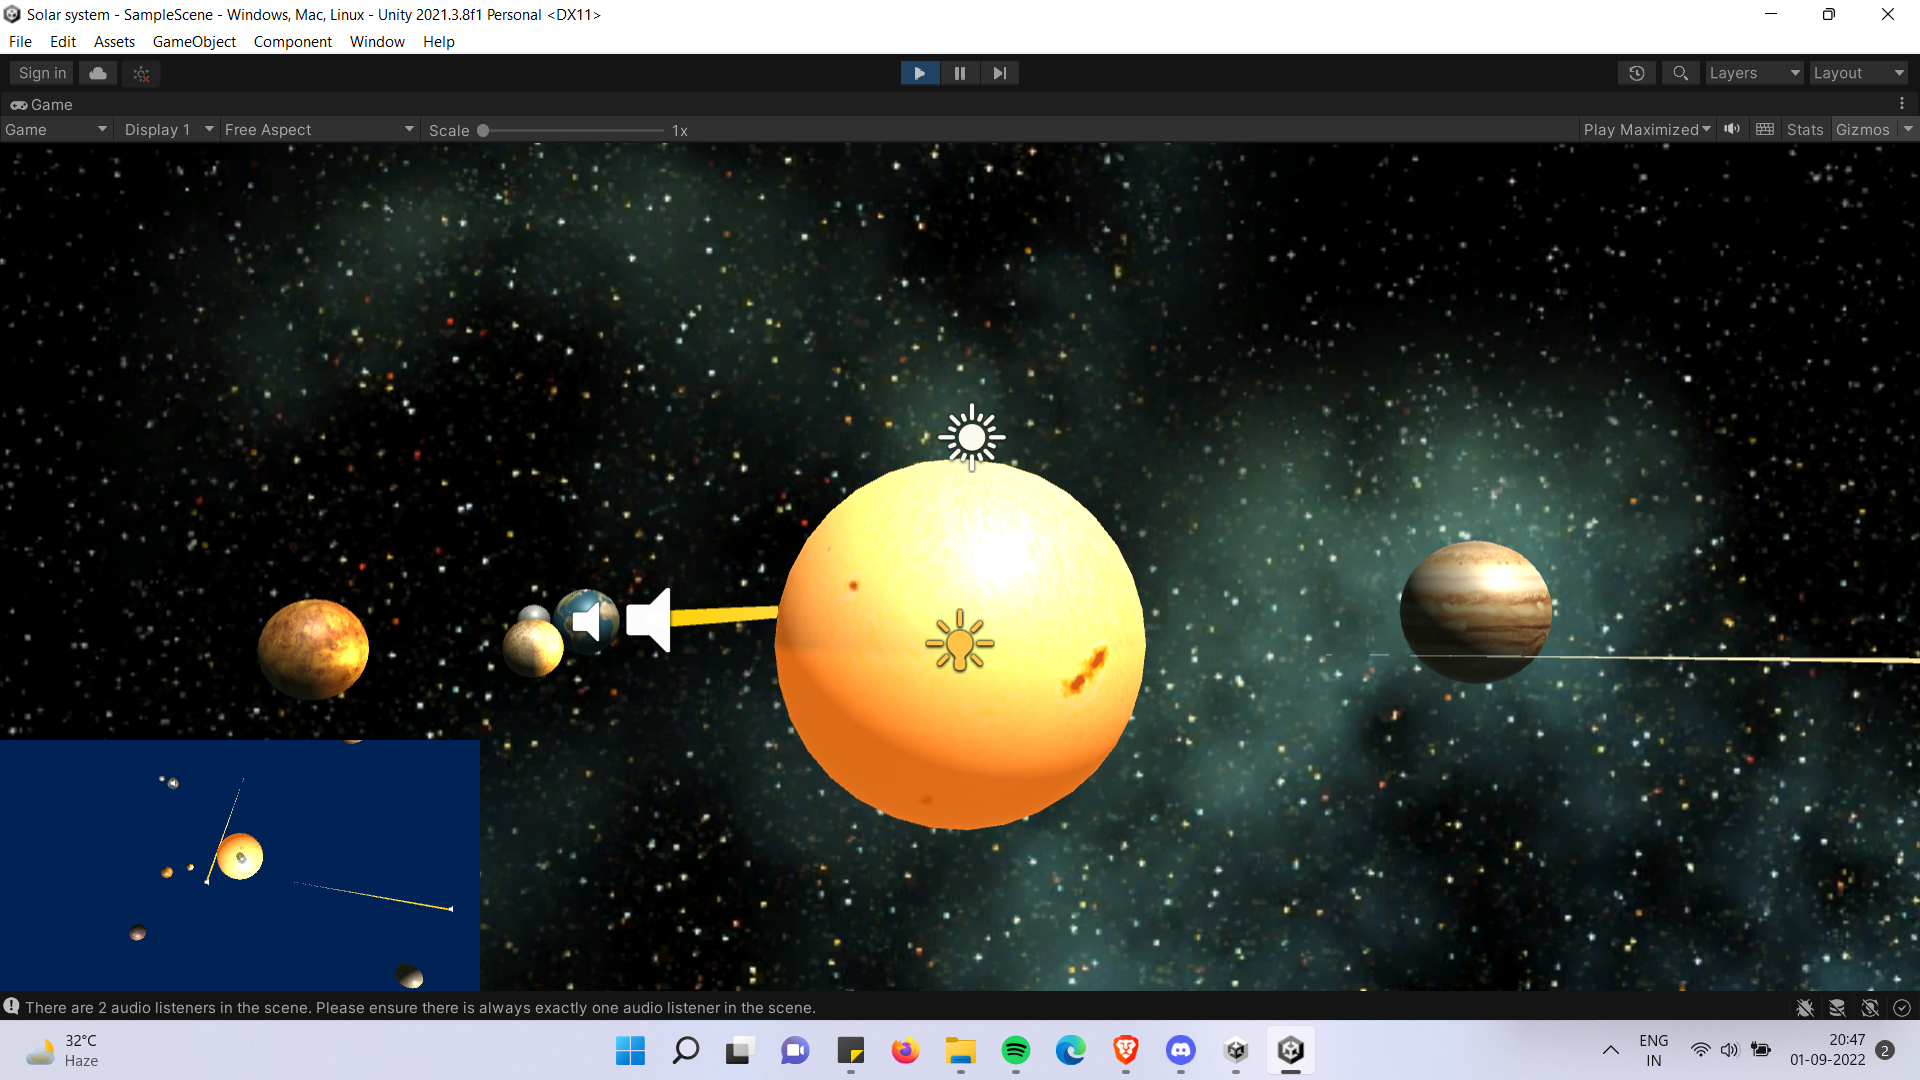 Solar system - SampleScene - Windows, Mac, Linux - Unity 2021.3.8f1 Personal <DX11>
File Edit Assets GameObject Component Window Help
Sign in Layers Layout
Game
Game Display 1 Free Aspect Scale 1x Play Maximized Stats Gizmos
There are 2 audio listeners in the scene. Please ensure there is always exactly one audio listener in the scene.
32°C
Haze
ENG
IN
20:47
01-09-2022
2